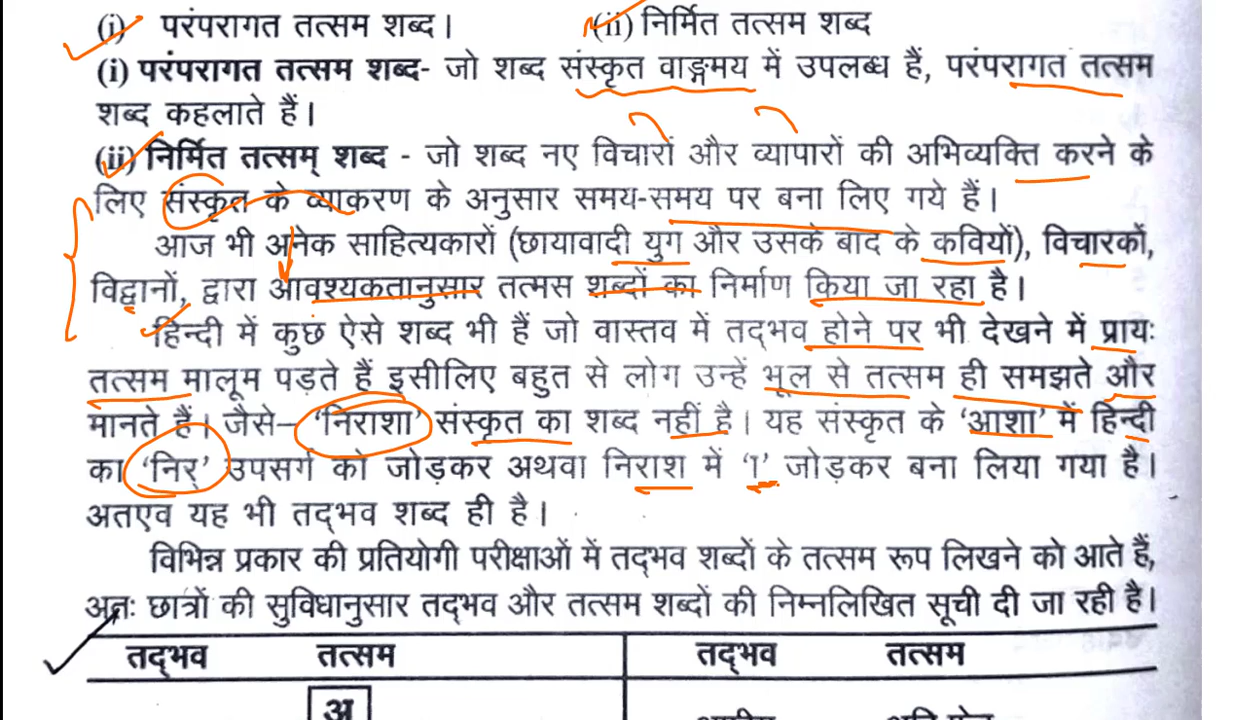 (i) परंपरागत तत्सम शब्द। (ii) निर्मित तत्सम शब्द
(i) परंपरागत तत्सम शब्द- जो शब्द संस्कृत वाङ्गमय में उपलब्ध हैं, परंपरागत तत्सम
शब्द कहलाते हैं।
(ii) निर्मित तत्सम् शब्द - जो शब्द नए विचारों और व्यापारों की अभिव्यक्ति करने के
लिए संस्कृत के व्याकरण के अनुसार समय-समय पर बना लिए गये हैं।
आज भी अनेक साहित्यकारों (छायावादी युग और उसके बाद के कवियों), विचारकों,
विद्वानों, द्वारा आवश्यकतानुसार तत्मस शब्दों का निर्माण किया जा रहा है।
हिन्दी में कुछ ऐसे शब्द भी हैं जो वास्तव में तद्भव होने पर भी देखने में प्रायः
तत्सम मालूम पड़ते हैं इसीलिए बहुत से लोग उन्हें भूल से तत्सम ही समझते और
मानते हैं। जैसे– 'निराशा' संस्कृत का शब्द नहीं है। यह संस्कृत के 'आशा' में हिन्दी
का 'निर्' उपसर्ग को जोड़कर अथवा निराश में 'ा' जोड़कर बना लिया गया है।
अतएव यह भी तद्भव शब्द ही है।
विभिन्न प्रकार की प्रतियोगी परीक्षाओं में तद्भव शब्दों के तत्सम रूप लिखने को आते हैं,
अतः छात्रों की सुविधानुसार तद्भव और तत्सम शब्दों की निम्नलिखित सूची दी जा रही है।
तद्भव तत्सम तद्भव तत्सम
अ